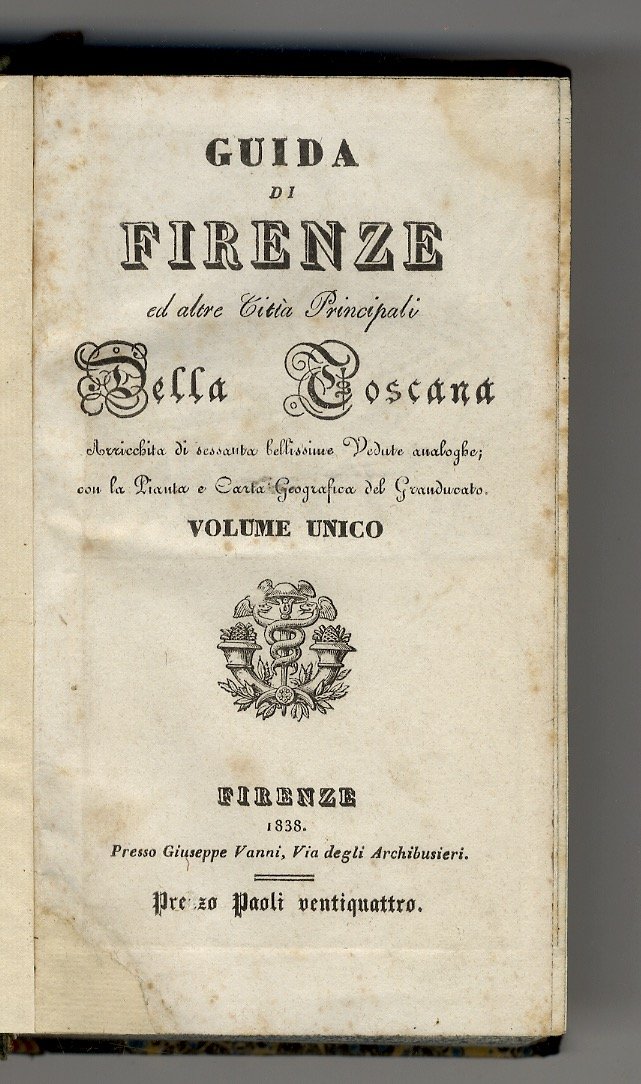 GUIDA
DI
FIRENZE
ed altre Città Principali
Della Toscana
Arricchita di sessanta bellissime Vedute analoghe;
con la Pianta e Carta Geografica del Granducato.
VOLUME UNICO
FIRENZE
1838.
Presso Giuseppe Vanni, Via degli Archibusieri.
Prezzo Paoli ventiquattro.